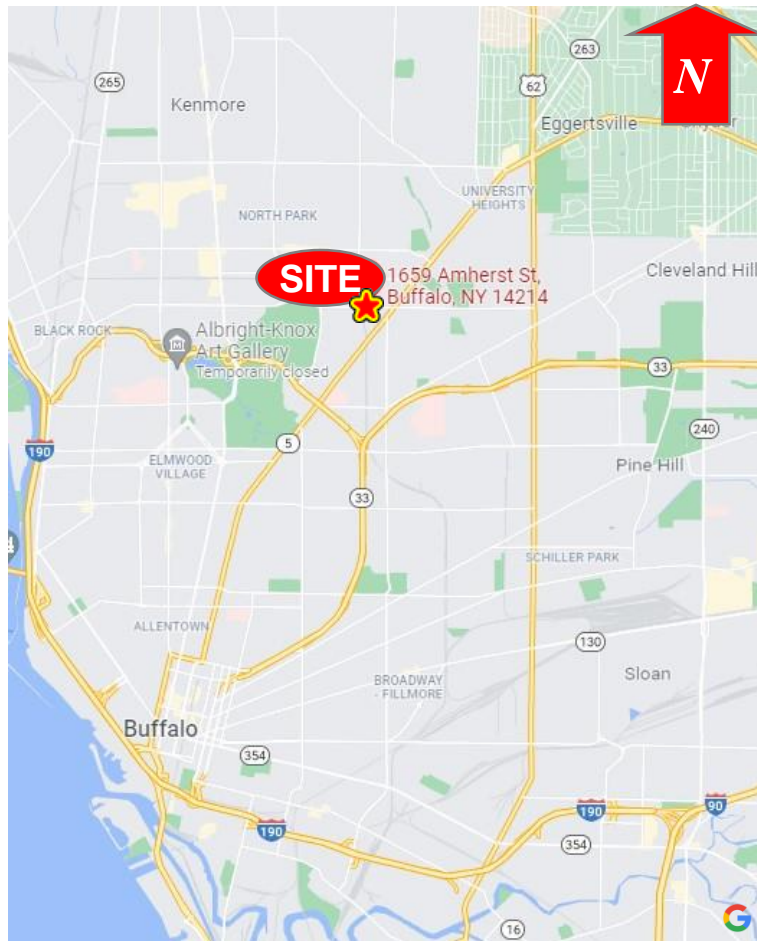 N
263
265
62
Kenmore
Eggertsville
UNIVERSITY
HEIGHTS
NORTH PARK
SITE
1659 Amherst St,
Buffalo, NY 14214
Cleveland Hill
BLACK ROCK
Albright-Knox
Art Gallery
Temporarily closed
M
33
5
240
190
ELMWOOD
VILLAGE
Pine Hill
33
SCHILLER PARK
ALLENTOWN
130
BROADWAY
- FILLMORE
Sloan
Buffalo
354
190
190
90
354
16
G